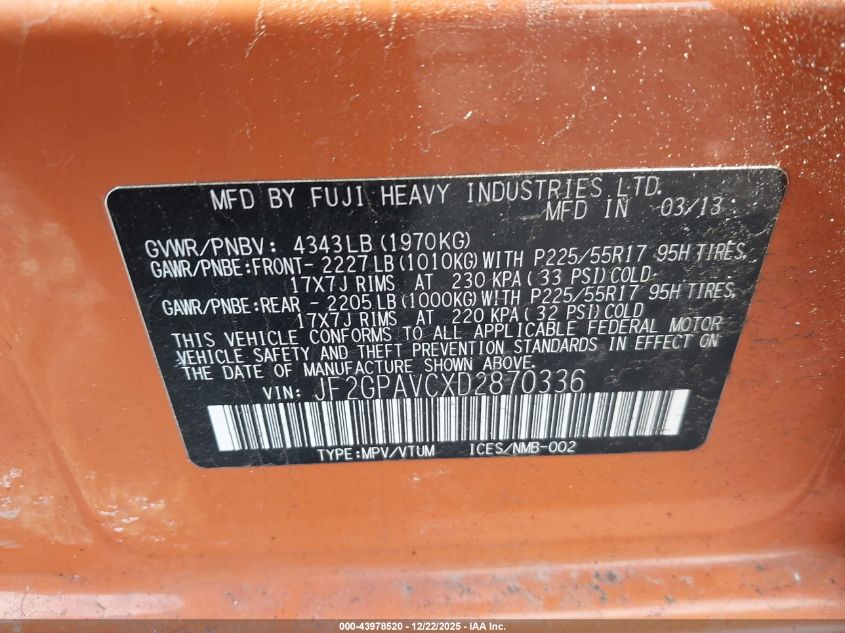 MFD BY FUJI HEAVY INDUSTRIES LTD.
MFD IN 03/13
GVWR/PNBV: 4343LB (1970KG)
GAWR/PNBE:FRONT- 2227LB (1010KG) WITH P225/55R17 95H TIRES,
17X7J RIMS AT 230 KPA (33 PSI) COLD
GAWR/PNBE:REAR - 2205LB (1000KG) WITH P225/55R17 95H TIRES,
17X7J RIMS AT 220 KPA (32 PSI) COLD
THIS VEHICLE CONFORMS TO ALL APPLICABLE FEDERAL MOTOR
VEHICLE SAFETY AND THEFT PREVENTION STANDARDS IN EFFECT ON
THE DATE OF MANUFACTURE SHOWN ABOVE.
VIN: JF2GPAVCXD2870336
TYPE:MPV/VTUM ICES/NMB-002
000-43978520 - 12/22/2025 - IAA Inc.